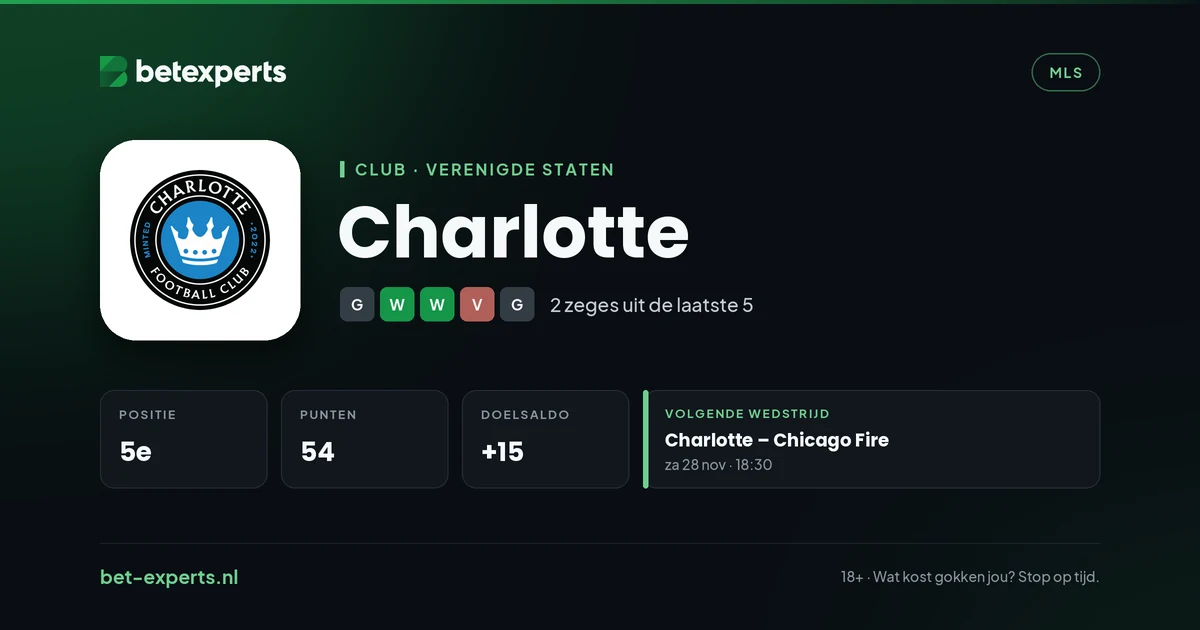 betexperts
MLS
CHARLOTTE
MINTED
·2022·
FOOTBALL CLUB
CLUB · VERENIGDE STATEN
Charlotte
G W W V G 2 zeges uit de laatste 5
POSITIE
5e
PUNTEN
54
DOELSALDO
+15
VOLGENDE WEDSTRIJD
Charlotte – Chicago Fire
za 28 nov · 18:30
bet-experts.nl
18+ · Wat kost gokken jou? Stop op tijd.